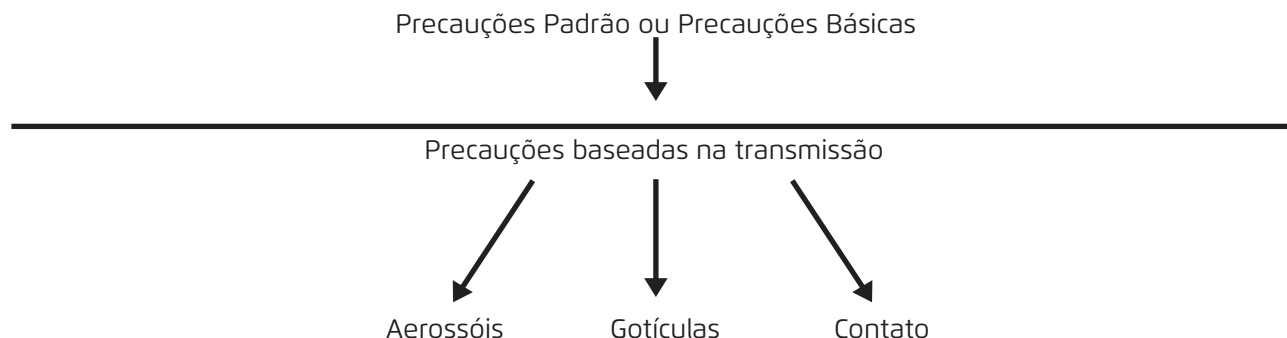 Precauções Padrão ou Precauções Básicas
Precauções baseadas na transmissão
Aerossóis Gotículas Contato